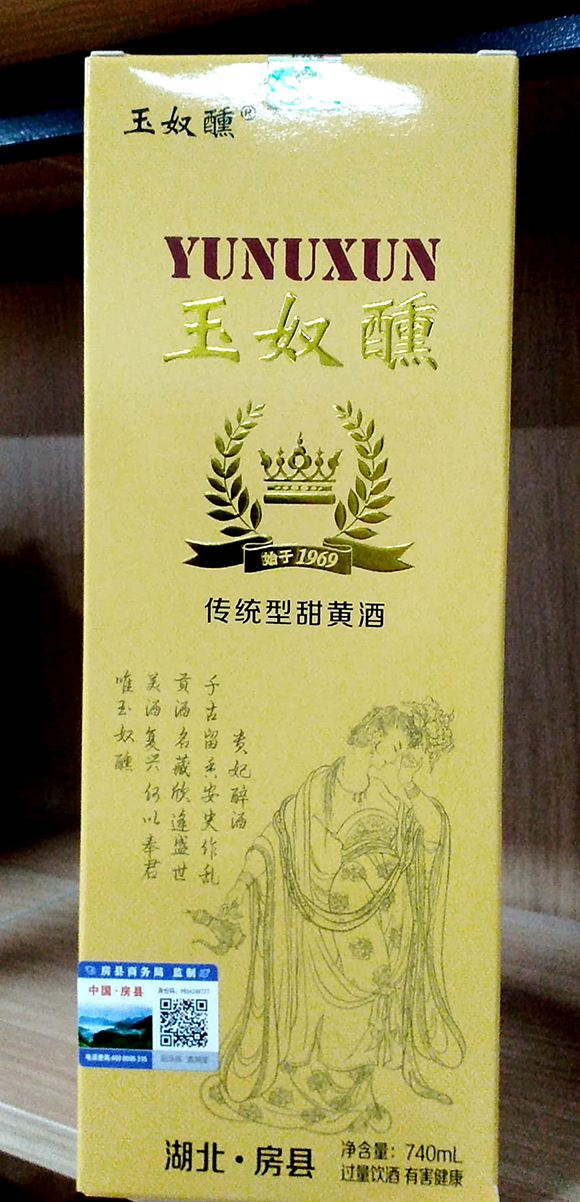 玉奴醺®
YUNUXUN
玉奴醺
始于1969
传统型甜黄酒
贵妃醉酒
千古留香安史作乱
贡酒名藏欣逢盛世
美酒复兴何以奉君
唯玉奴醺
房县商务局 监制
中国·房县
湖北·房县
净含量：740mL
过量饮酒 有害健康